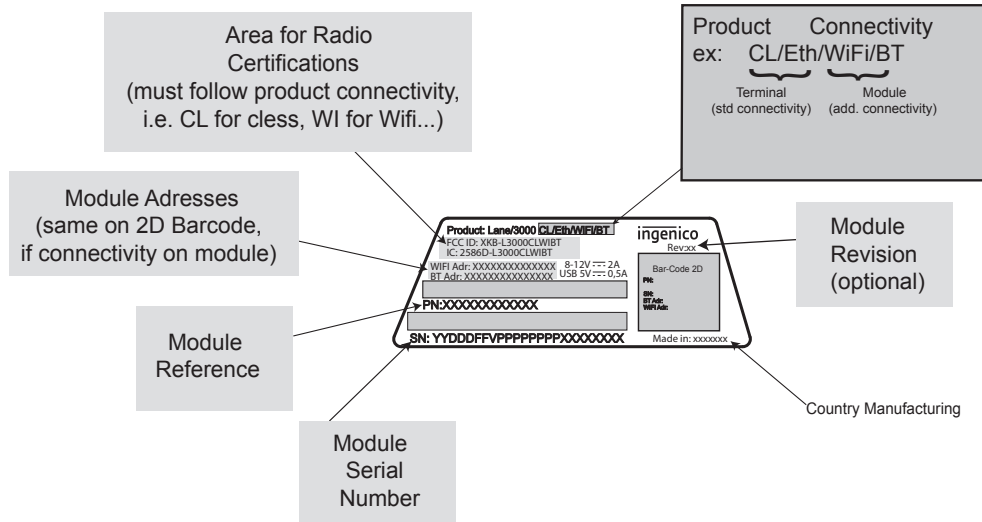 Area for Radio
Certifications
(must follow product connectivity,
i.e. CL for cless, WI for Wifi...)
Product Connectivity
ex: CL/Eth/WiFi/BT
Terminal Module
(std connectivity) (add. connectivity)
Module Adresses
(same on 2D Barcode,
if connectivity on module)
Module
Reference
Module
Serial
Number
Product: Lane/3000 CL/Eth/WIFI/BT
FCC ID: XKB-L3000CLWIBT
IC: 2586D-L3000CLWIBT
WIFI Adr: XXXXXXXXXXXXXX 8-12V 2A
BT Adr: XXXXXXXXXXXXXXX USB 5V 0,5A
PN:XXXXXXXXXXXX
SN: YYDDDFFVPPPPPPPPXXXXXXXX
ingenico
Rev:xx
Bar-Code 2D
PN:
SN:
BT Adr:
WIFI Adr:
Made in: xxxxxxx
Module
Revision
(optional)
Country Manufacturing